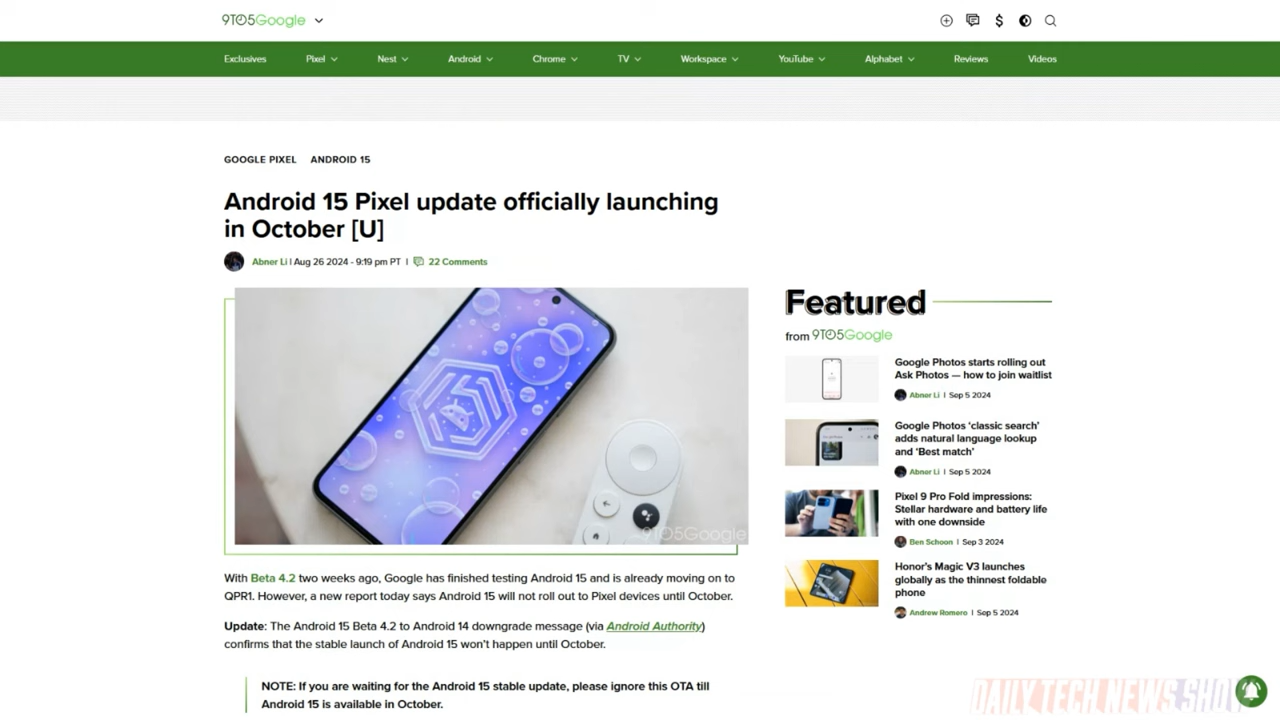 9TO5Google
Exclusives Pixel Nest Android Chrome TV Workspace YouTube Alphabet Reviews Videos
GOOGLE PIXEL ANDROID 15
Android 15 Pixel update officially launching
in October [U]
Abner Li | Aug 26 2024 - 9:19 pm PT | 22 Comments
9TO5Google
With Beta 4.2 two weeks ago, Google has finished testing Android 15 and is already moving on to
QPR1. However, a new report today says Android 15 will not roll out to Pixel devices until October.
Update: The Android 15 Beta 4.2 to Android 14 downgrade message (via Android Authority)
confirms that the stable launch of Android 15 won't happen until October.
NOTE: If you are waiting for the Android 15 stable update, please ignore this OTA till
Android 15 is available in October.
Featured
from 9TO5Google
Google Photos starts rolling out
Ask Photos — how to join waitlist
Abner Li | Sep 5 2024
Google Photos ‘classic search’
adds natural language lookup
and ‘Best match’
Abner Li | Sep 5 2024
Pixel 9 Pro Fold impressions:
Stellar hardware and battery life
with one downside
Ben Schoon | Sep 3 2024
Honor's Magic V3 launches
globally as the thinnest foldable
phone
Andrew Romero | Sep 5 2024
DAILY TECH NEWS SHOW